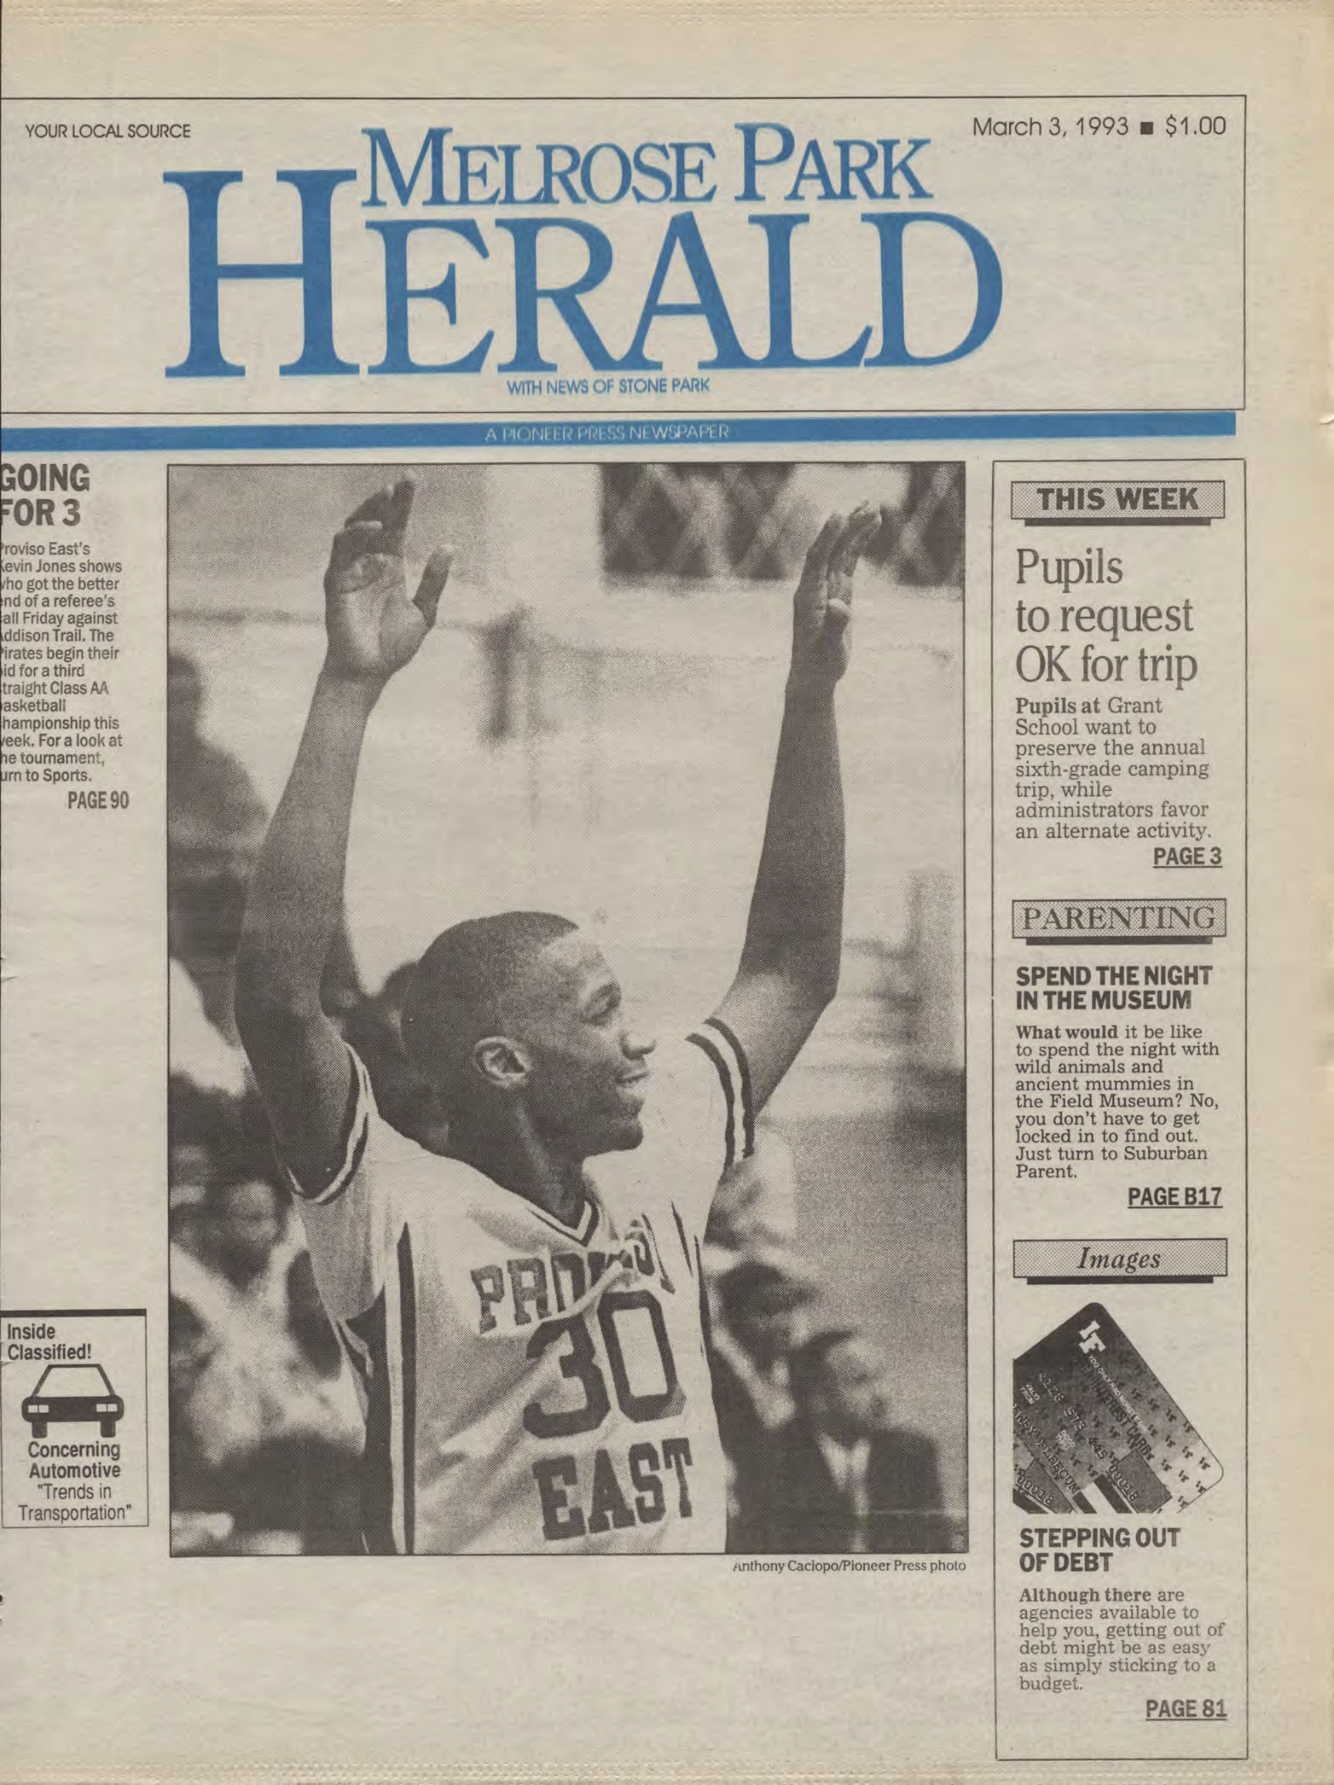 YOUR LOCAL SOURCE
March 3, 1993 ■ $1.00
MELROSE PARK
HERALD
WITH NEWS OF STONE PARK
A PIONEER PRESS NEWSPAPER
GOING
FOR 3
roviso East's
Kevin Jones shows
who got the better
end of a referee's
all Friday against
ddison Trail. The
irates begin their
id for a third
traight Class AA
asketball
hampionship this
week. For a look at
he tournament,
urn to Sports.
PAGE 90
Inside
Classified!
Concerning
Automotive
"Trends in
Transportation"
30
EAST
Anthony Caciopo/Pioneer Press photo
THIS WEEK
Pupils
to request
OK for trip
Pupils at Grant
School want to
preserve the annual
sixth-grade camping
trip, while
administrators favor
an alternate activity.
PAGE 3
PARENTING
SPEND THE NIGHT
IN THE MUSEUM
What would it be like
to spend the night with
wild animals and
ancient mummies in
the Field Museum? No,
you don't have to get
locked in to find out.
Just turn to Suburban
Parent.
PAGE B17
Images
STEPPING OUT
OF DEBT
Although there are
agencies available to
help you, getting out of
debt might be as easy
as simply sticking to a
budget.
PAGE 81